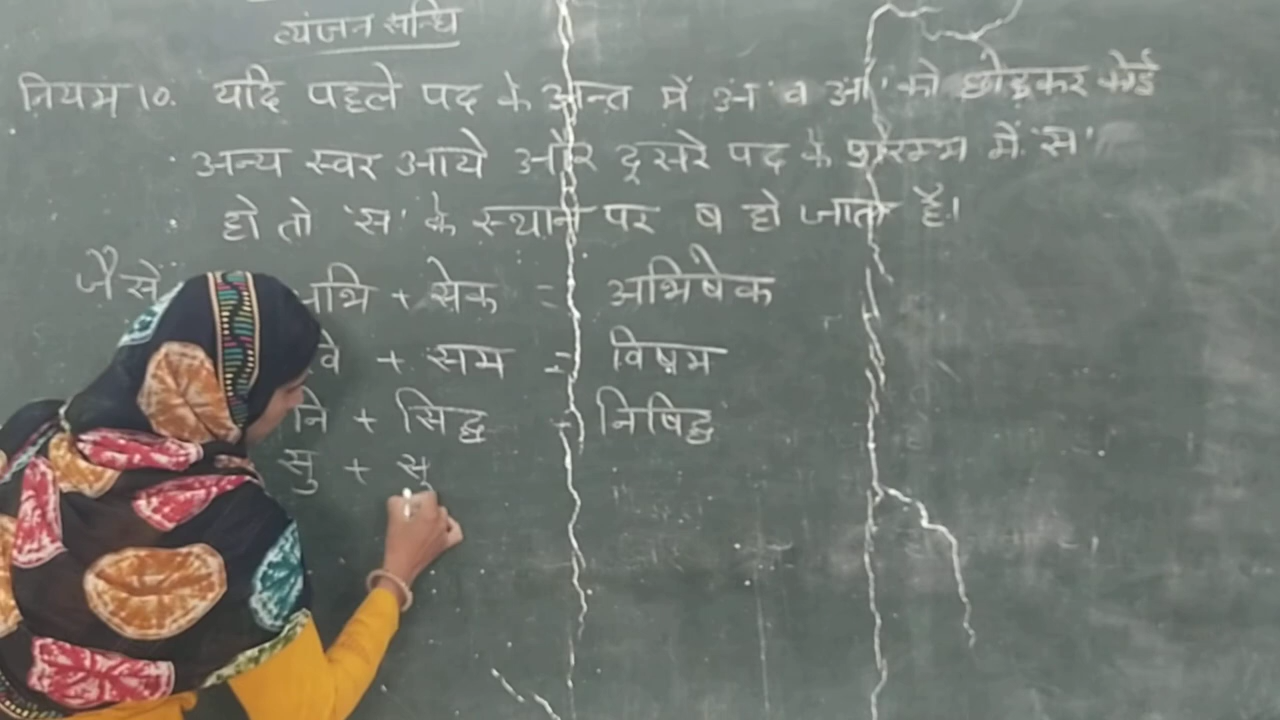 व्यंजन सन्धि
नियम 10. यदि पहले पद के अन्त में 'अ' व 'आ' को छोड़कर कोई
अन्य स्वर आये और दूसरे पद के प्रारम्भ में 'स'
हो तो 'स' के स्थान पर ष हो जाता है।
जैसे भि + सेक = अभिषेक
वि + सम = विषम
नि + सिद्ध = निषिद्ध
सु + स